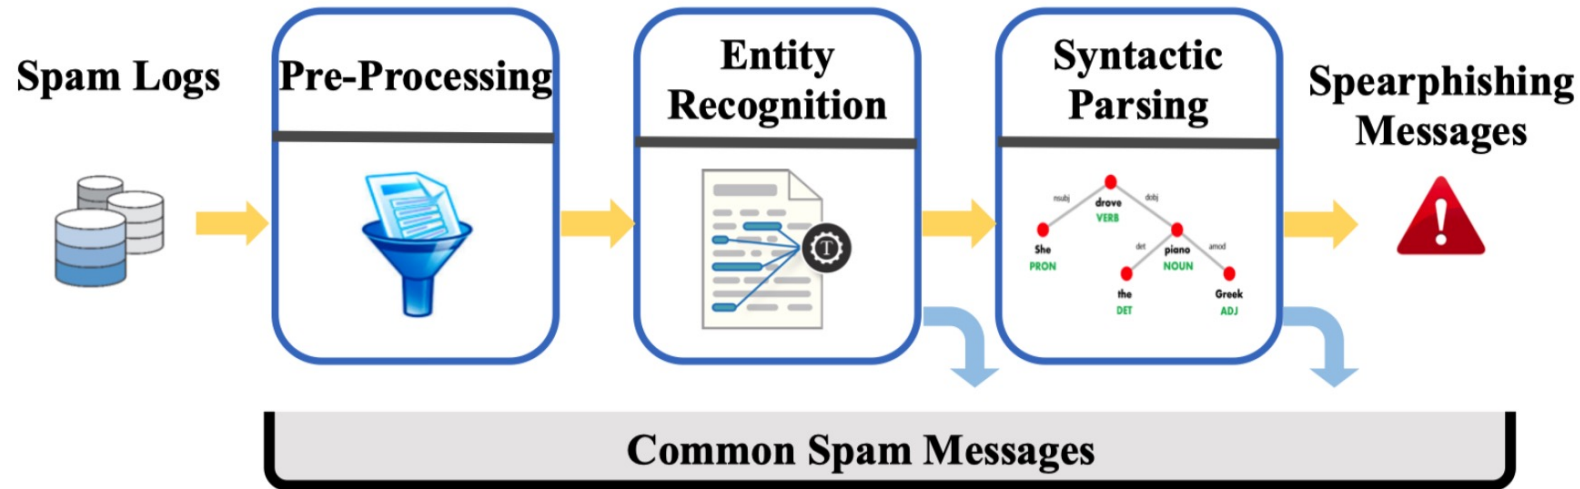 Spam Logs
Pre-Processing
Entity
Recognition
Syntactic
Parsing
Spearphishing
Messages
T
nsubj
dobj
drove
VERB
She
PRON
det
piano
amod
NOUN
the
DET
Greek
ADJ
Common Spam Messages